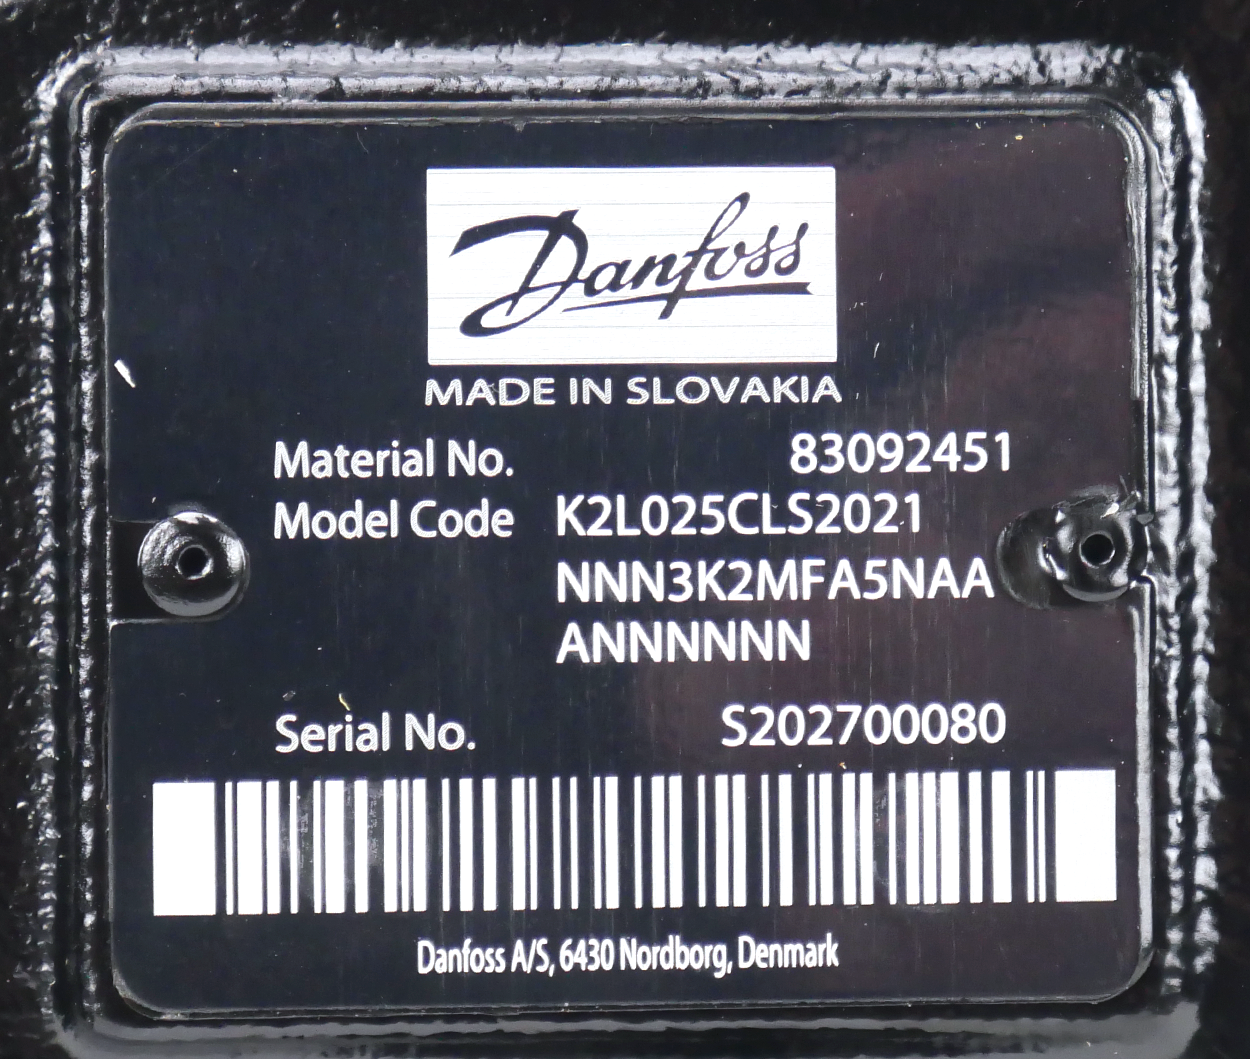 Danfoss
MADE IN SLOVAKIA
Material No. 83092451
Model Code K2L025CLS2021
NNN3K2MFA5NAA
ANNNNNN
Serial No. S202700080
Danfoss A/S, 6430 Nordborg, Denmark